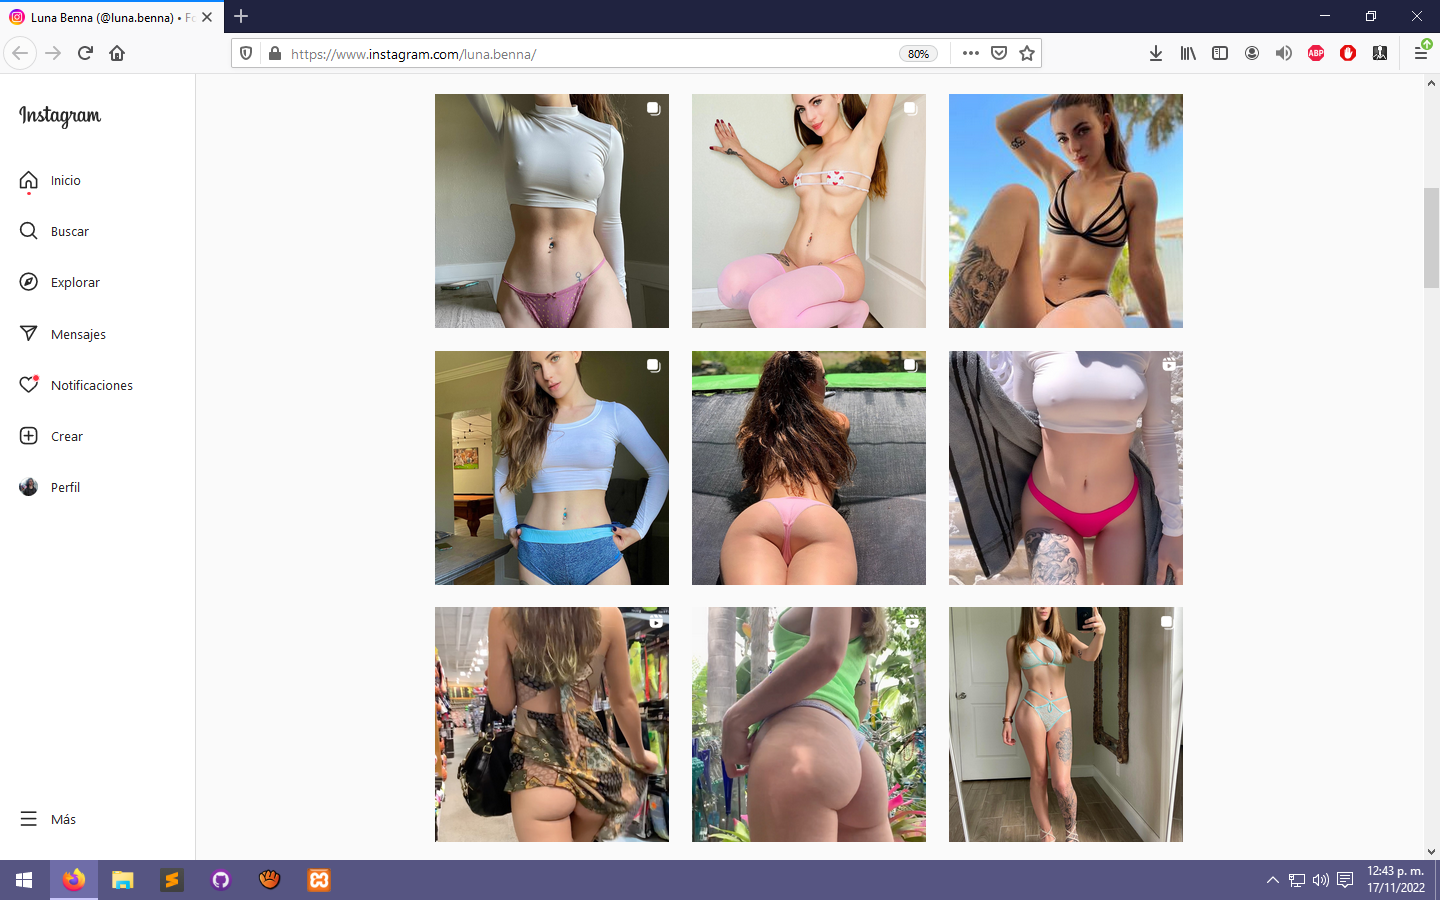 Luna Benna (@luna.benna) • Fo
https://www.instagram.com/luna.benna/
80%
ABP
Instagram
Inicio
Buscar
Explorar
Mensajes
Notificaciones
Crear
Perfil
Más
12:43 p. m.
17/11/2022